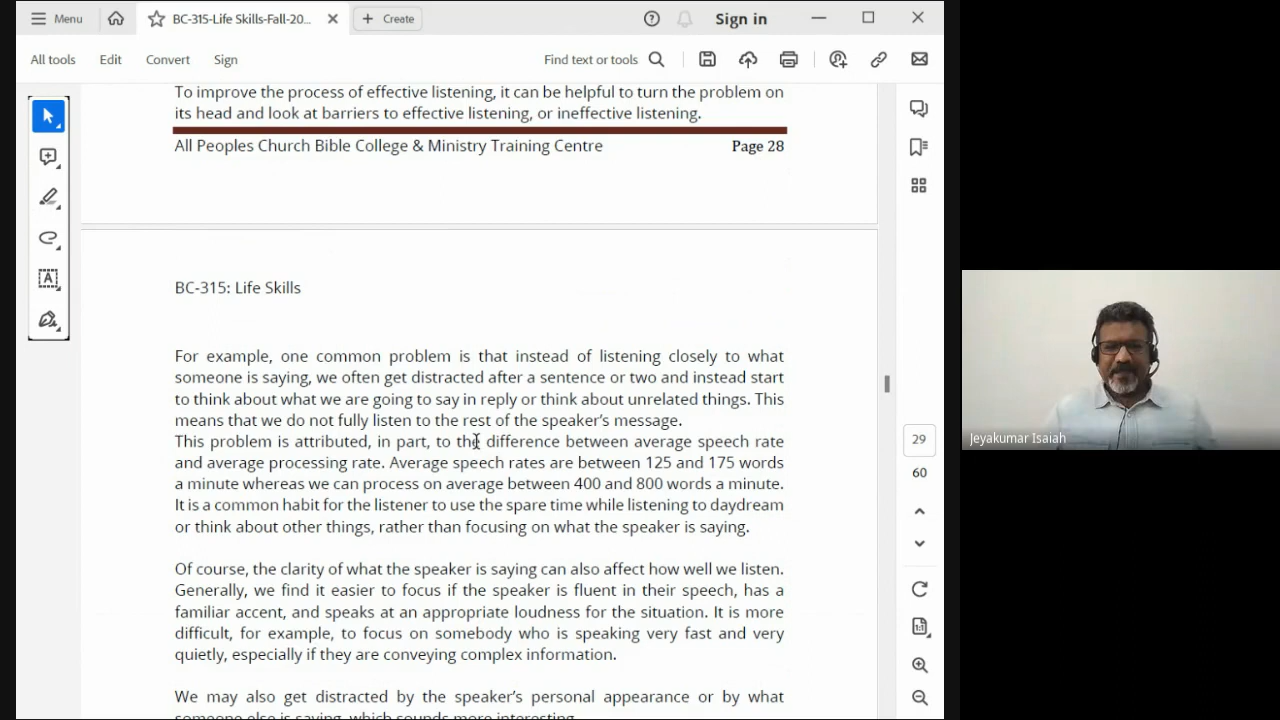 Menu
BC-315-Life Skills-Fall-20...
Create
Sign in
All tools
Edit
Convert
Sign
Find text or tools
To improve the process of effective listening, it can be helpful to turn the problem on
its head and look at barriers to effective listening, or ineffective listening.
All Peoples Church Bible College & Ministry Training Centre Page 28
BC-315: Life Skills
For example, one common problem is that instead of listening closely to what
someone is saying, we often get distracted after a sentence or two and instead start
to think about what we are going to say in reply or think about unrelated things. This
means that we do not fully listen to the rest of the speaker's message.
This problem is attributed, in part, to the difference between average speech rate
and average processing rate. Average speech rates are between 125 and 175 words
a minute whereas we can process on average between 400 and 800 words a minute.
It is a common habit for the listener to use the spare time while listening to daydream
or think about other things, rather than focusing on what the speaker is saying.
Of course, the clarity of what the speaker is saying can also affect how well we listen.
Generally, we find it easier to focus if the speaker is fluent in their speech, has a
familiar accent, and speaks at an appropriate loudness for the situation. It is more
difficult, for example, to focus on somebody who is speaking very fast and very
quietly, especially if they are conveying complex information.
We may also get distracted by the speaker's personal appearance or by what
someone else is saying, which sounds more interesting.
29
60
Jeyakumar Isaiah